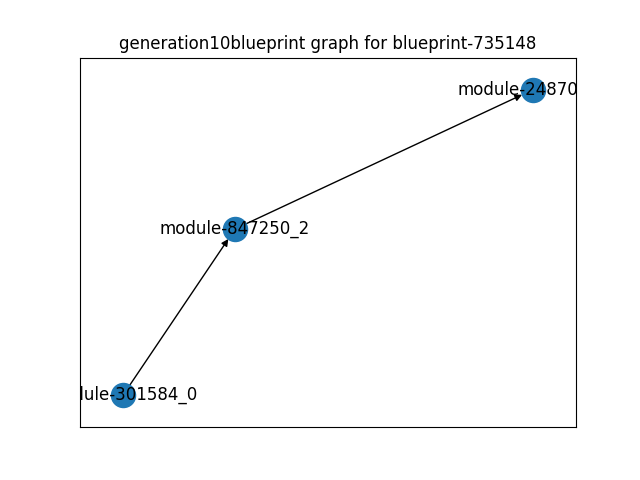 generation10blueprint graph for blueprint-735148
module-24870
module-847250_2
lule-301584_0